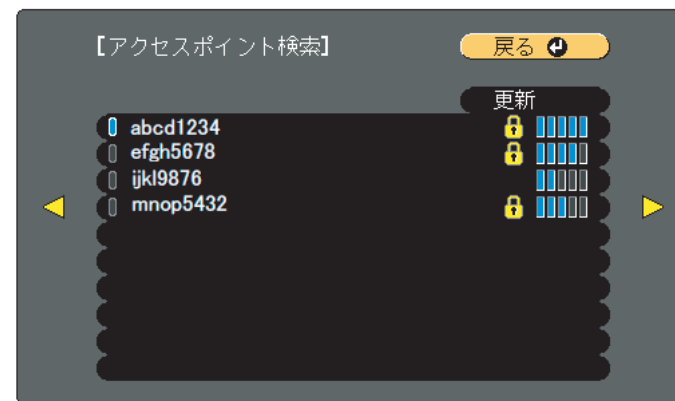 【アクセスポイント検索】
戻る
更新
abcd1234
efgh5678
ijkl9876
mnop5432